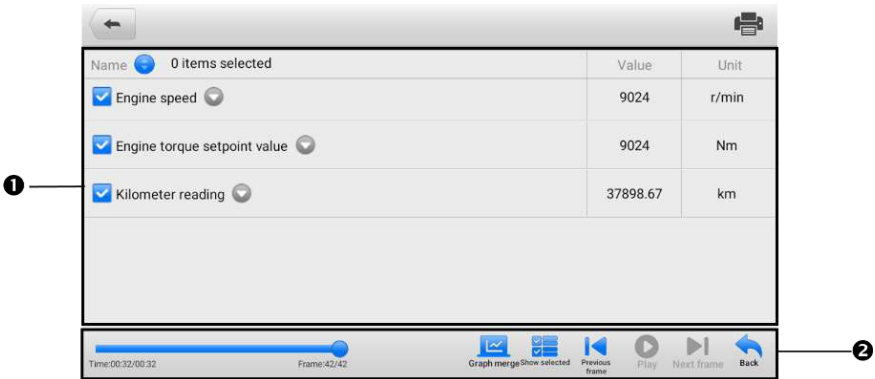 Name 0 items selected Value Unit
Engine speed 9024 r/min
Engine torque setpoint value 9024 Nm
❶
Kilometer reading 37898.67 km
Time:00:32/00:32 Frame:42/42 Graph merge Show selected Previous frame Play Next frame Back
❷